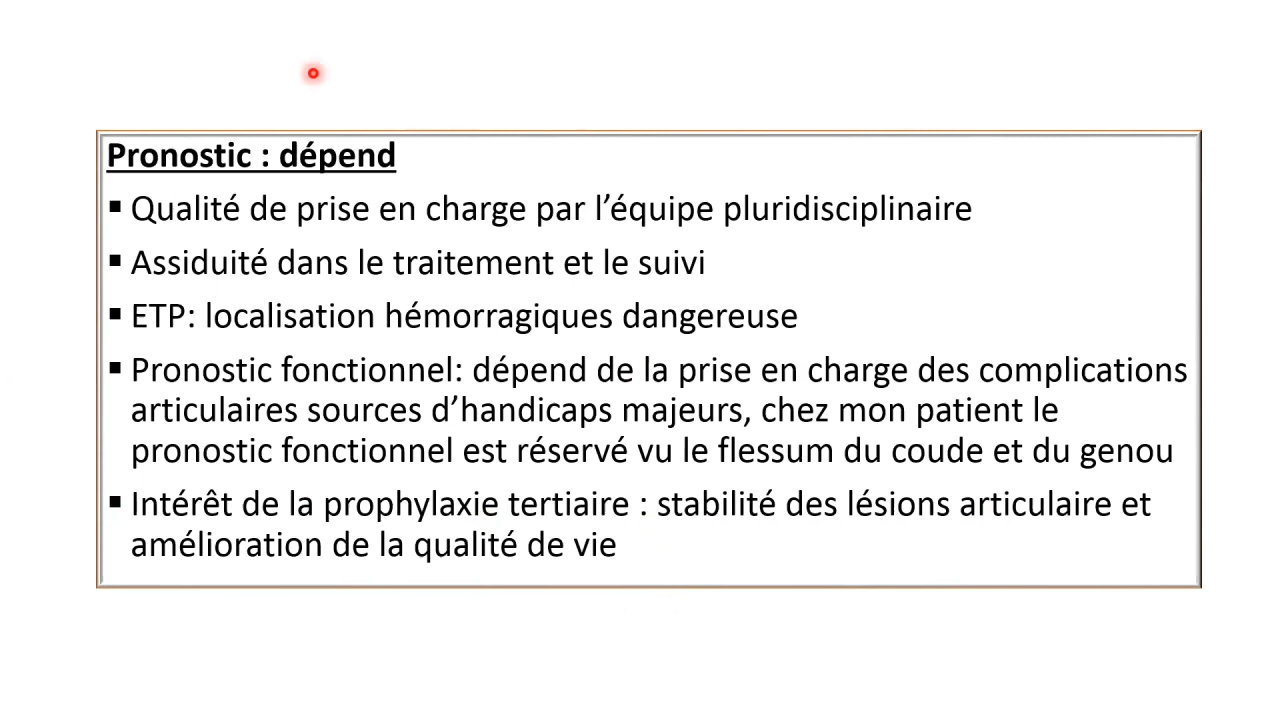 Pronostic : dépend
▪ Qualité de prise en charge par l’équipe pluridisciplinaire
▪ Assiduité dans le traitement et le suivi
▪ ETP: localisation hémorragiques dangereuse
▪ Pronostic fonctionnel: dépend de la prise en charge des complications
articulaires sources d’handicaps majeurs, chez mon patient le
pronostic fonctionnel est réservé vu le flessum du coude et du genou
▪ Intérêt de la prophylaxie tertiaire : stabilité des lésions articulaire et
amélioration de la qualité de vie